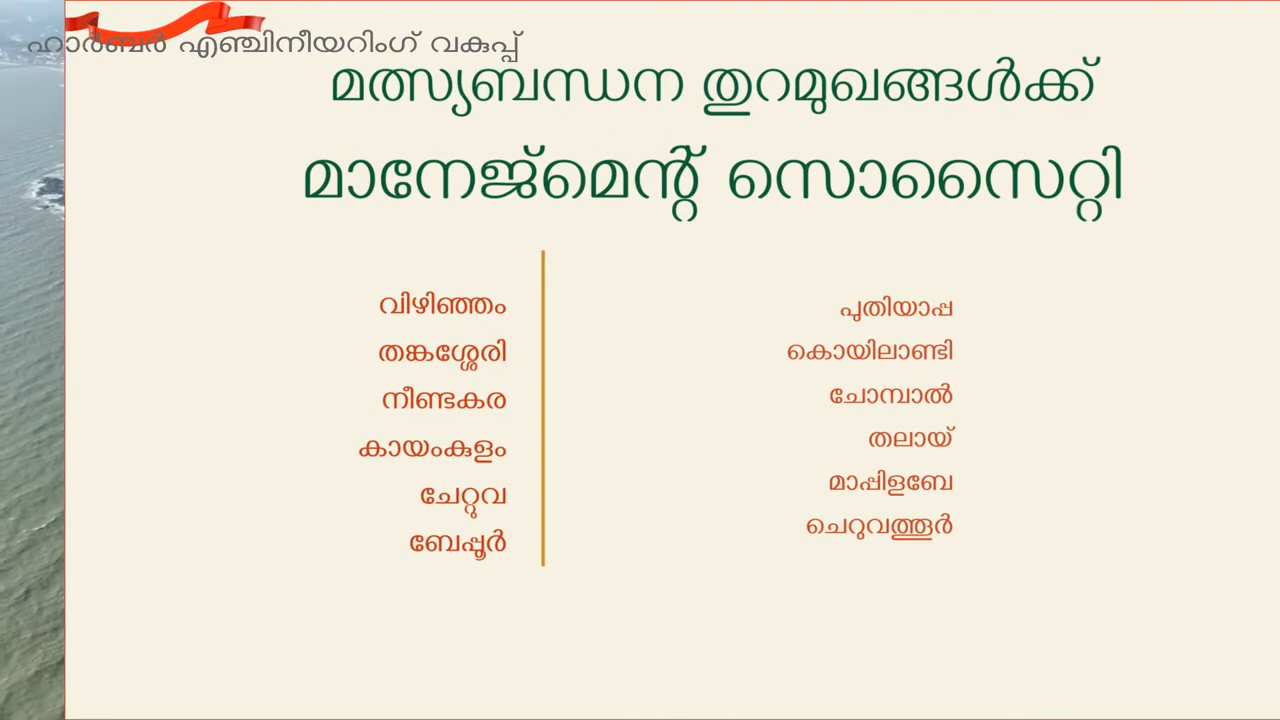 ഹാർബർ എഞ്ചിനീയറിംഗ് വകുപ്പ്
മത്സ്യബന്ധന തുറമുഖങ്ങൾക്ക്
മാനേജ്മെന്റ് സൊസൈറ്റി
വിഴിഞ്ഞം
തങ്കശ്ശേരി
നീണ്ടകര
കായംകുളം
ചേറ്റുവ
ബേപ്പൂർ
പുതിയാപ്പ
കൊയിലാണ്ടി
ചോമ്പാൽ
തലായ്
മാപ്പിളബേ
ചെറുവത്തൂർ